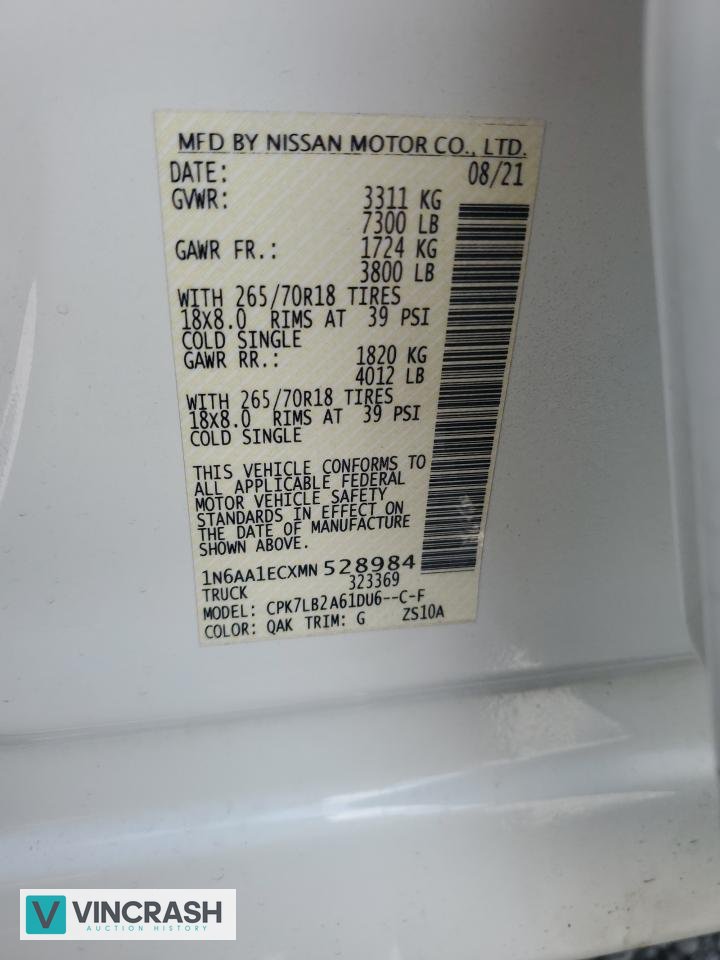 MFD BY NISSAN MOTOR CO., LTD.
DATE: 08/21
GVWR: 3311 KG
7300 LB
GAWR FR.: 1724 KG
3800 LB
WITH 265/70R18 TIRES
18X8.0 RIMS AT 39 PSI
COLD SINGLE
GAWR RR.: 1820 KG
4012 LB
WITH 265/70R18 TIRES
18X8.0 RIMS AT 39 PSI
COLD SINGLE
THIS VEHICLE CONFORMS TO
ALL APPLICABLE FEDERAL
MOTOR VEHICLE SAFETY
STANDARDS IN EFFECT ON
THE DATE OF MANUFACTURE
SHOWN ABOVE.
1N6AA1ECXMN 528984
TRUCK 323369
MODEL: CPK7LB2A61DU6--C-F
COLOR: QAK TRIM: G ZS10A
V VINCRASH
AUCTION HISTORY